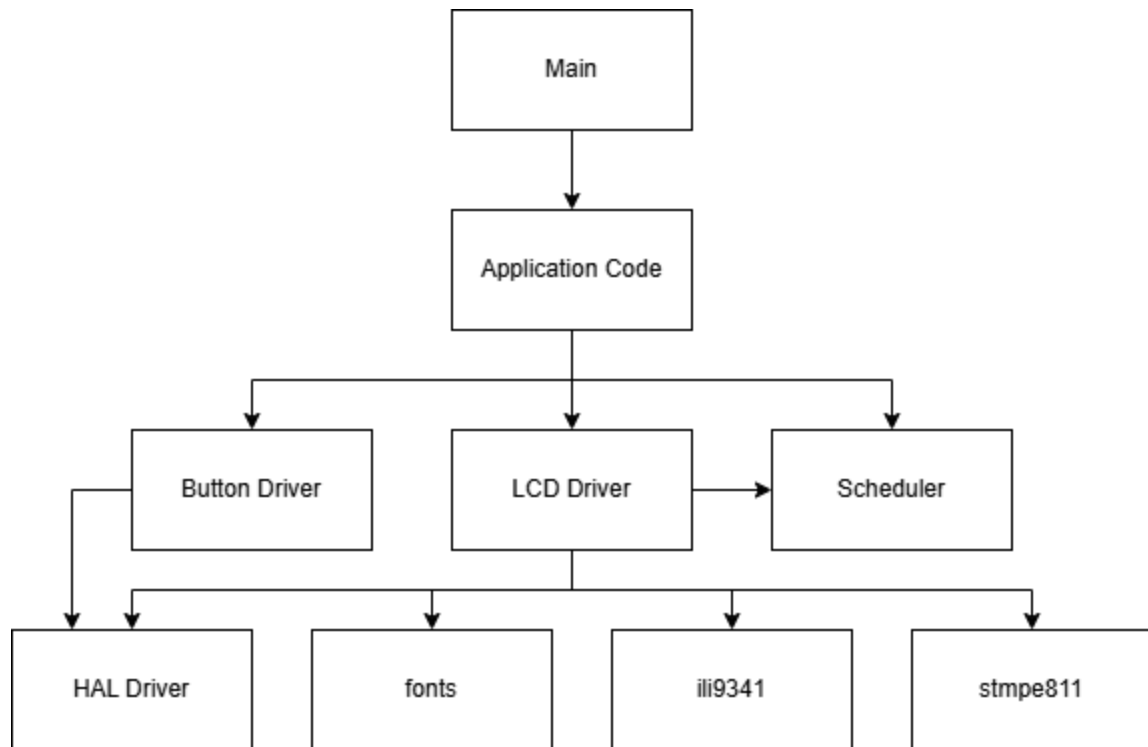 Main
Application Code
Button Driver
LCD Driver
Scheduler
HAL Driver
fonts
ili9341
stmpe811